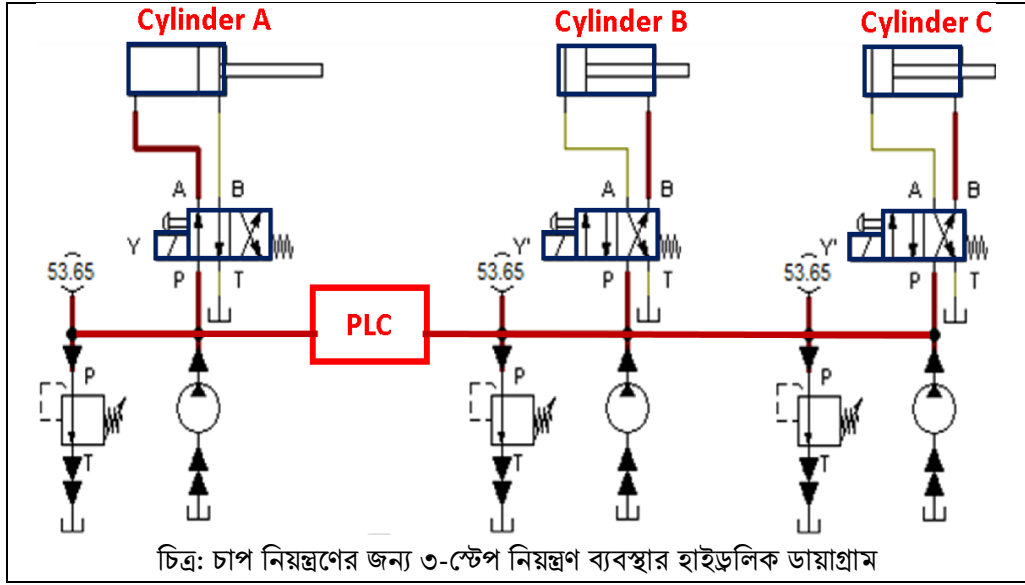 Cylinder A Cylinder B Cylinder C
A B A B A B
Y Y' Y'
53.65 53.65 53.65
P T P T P T
PLC
P P P
T T T
চিত্র: চাপ নিয়ন্ত্রণের জন্য ৩-স্টেপ নিয়ন্ত্রণ ব্যবস্থার হাইড্রলিক ডায়াগ্রাম